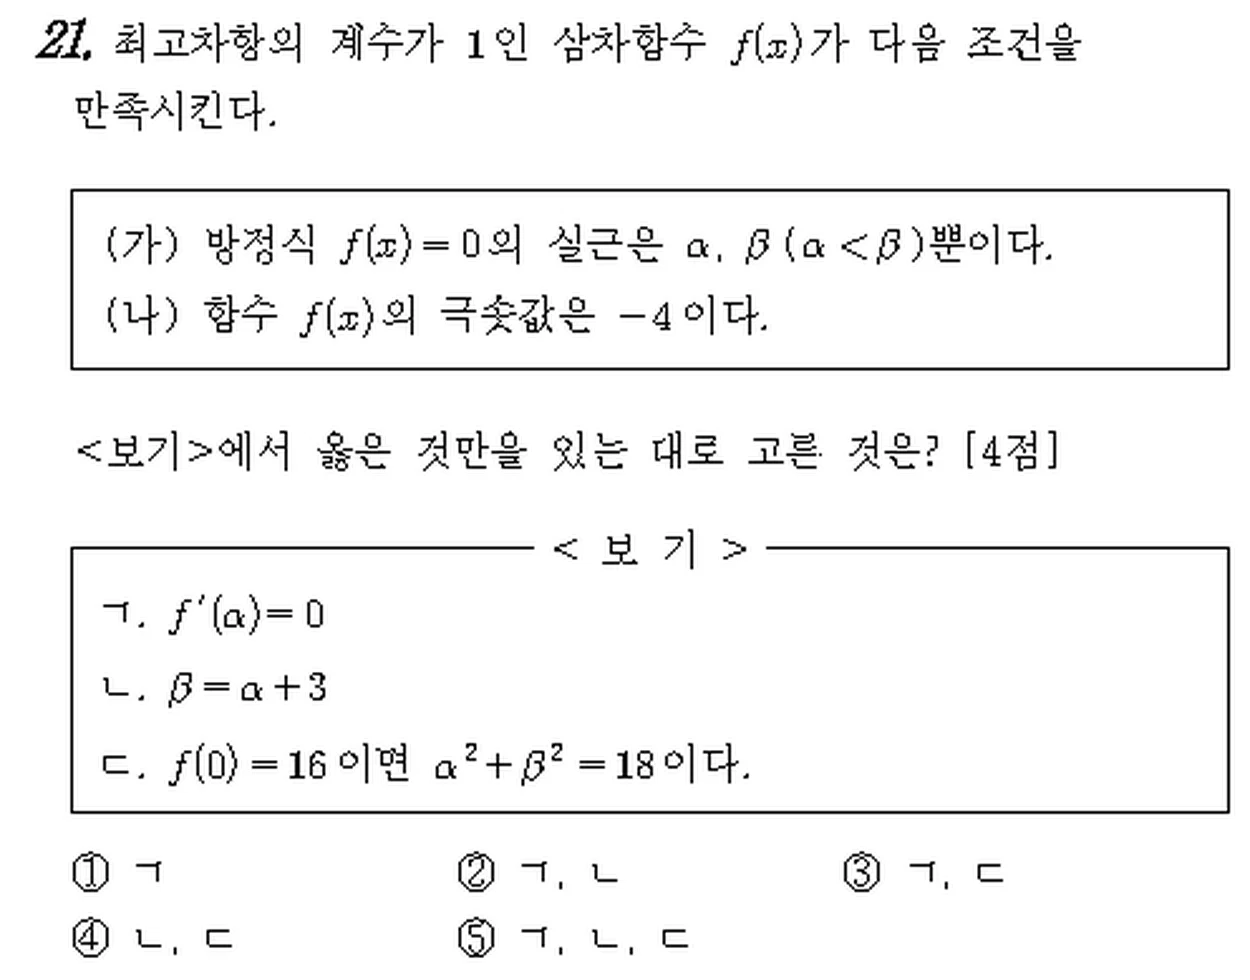 21. 최고차항의 계수가 1인 삼차함수 f(x)가 다음 조건을
만족시킨다.
(가) 방정식 f(x)=0의 실근은 α, β(α<β)뿐이다.
(나) 함수 f(x)의 극솟값은 -4이다.
<보기>에서 옳은 것만을 있는 대로 고른 것은? [4점]
< 보 기 >
ㄱ. f′(α)=0
ㄴ. β=α+3
ㄷ. f(0)=16이면 α²+β²=18이다.
① ㄱ ② ㄱ, ㄴ ③ ㄱ, ㄷ
④ ㄴ, ㄷ ⑤ ㄱ, ㄴ, ㄷ